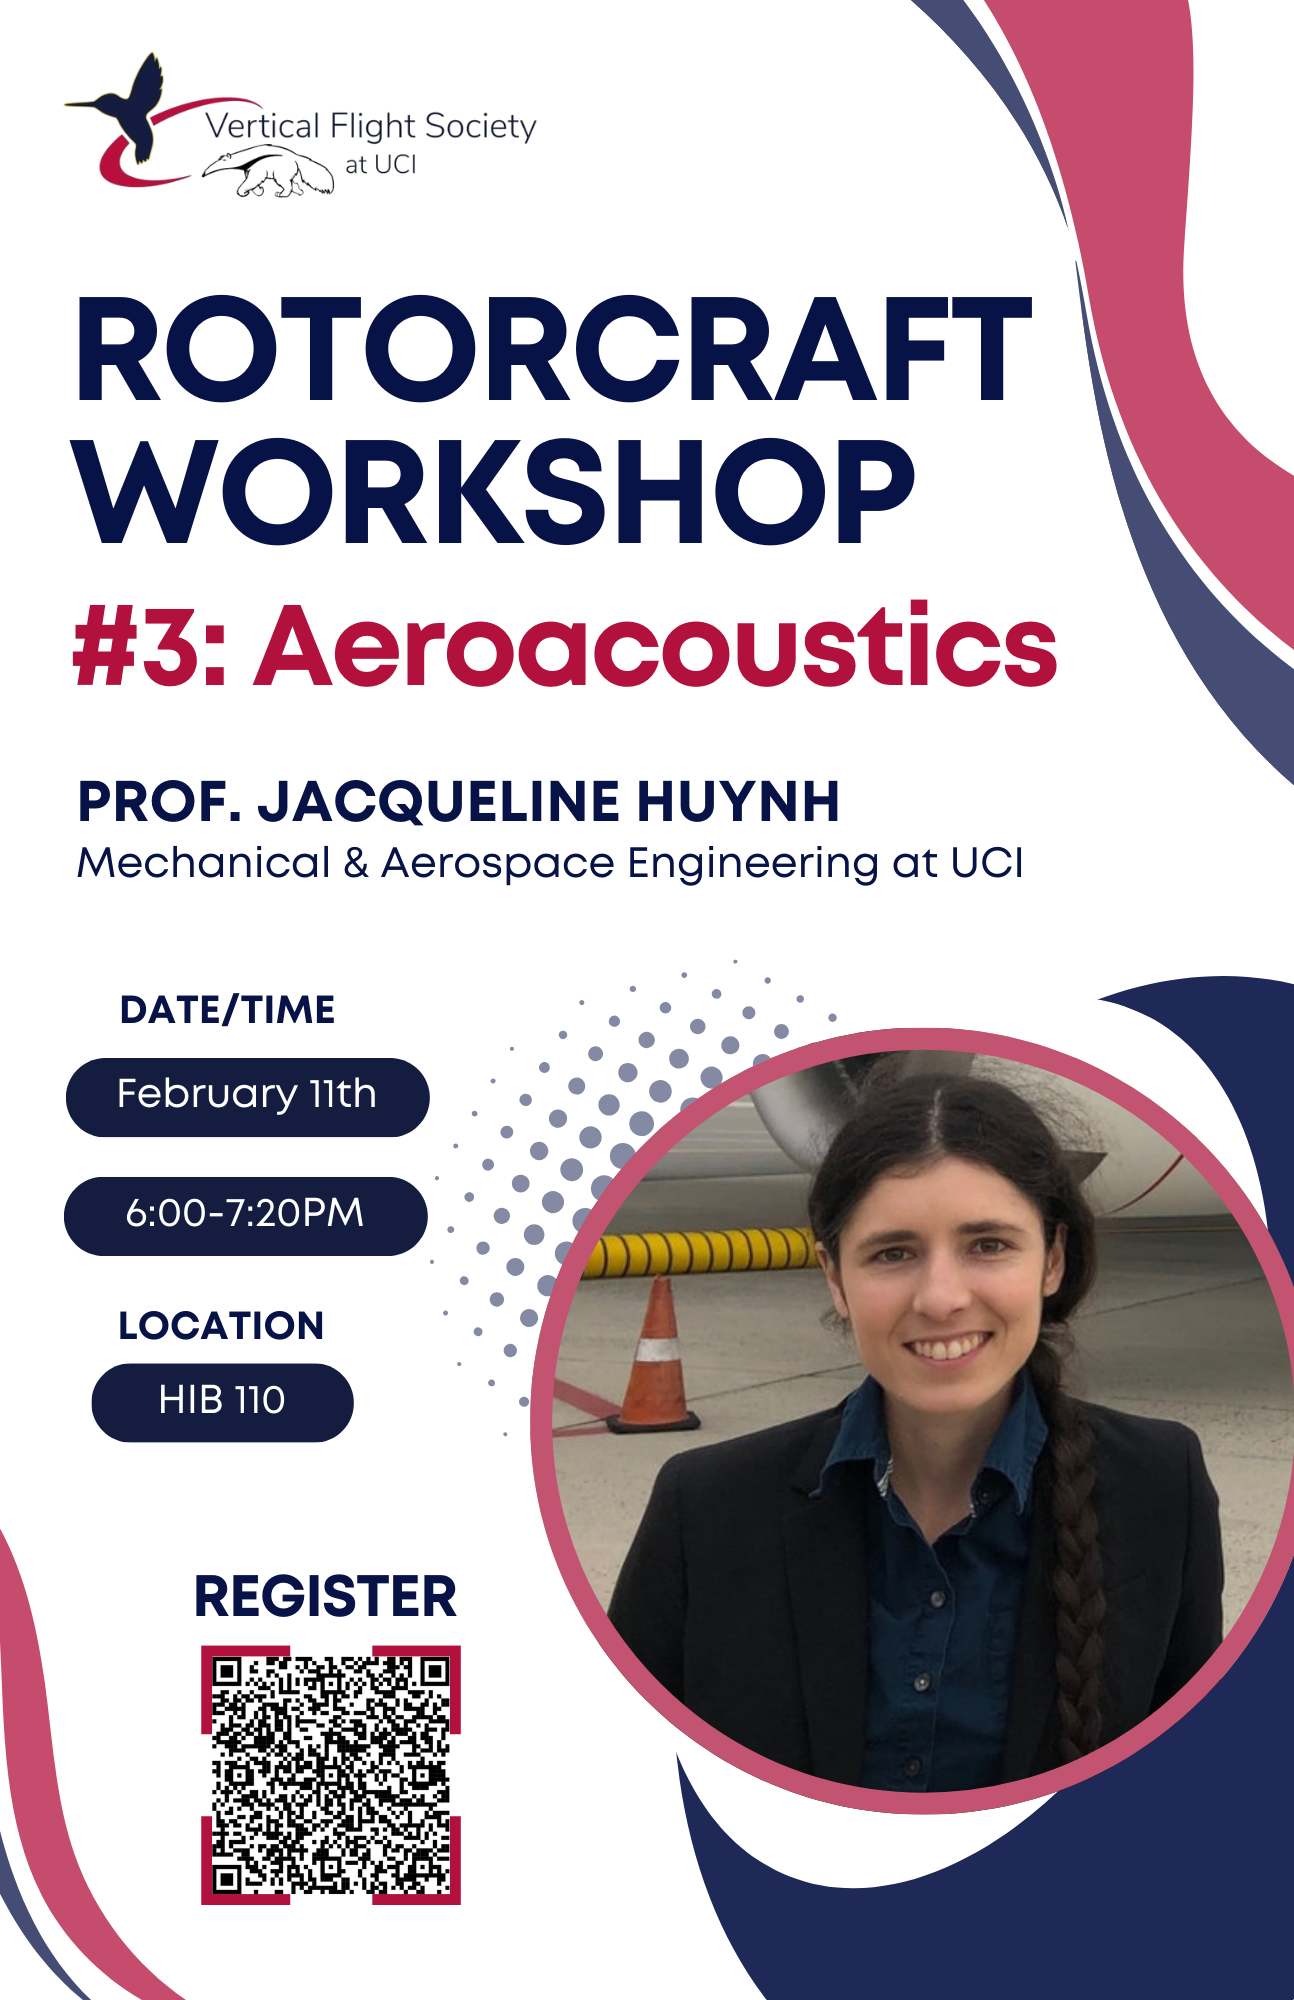 Vertical Flight Society
at UCI
ROTORCRAFT
WORKSHOP
#3: Aeroacoustics
PROF. JACQUELINE HUYNH
Mechanical & Aerospace Engineering at UCI
DATE/TIME
February 11th
6:00-7:20PM
LOCATION
HIB 110
REGISTER